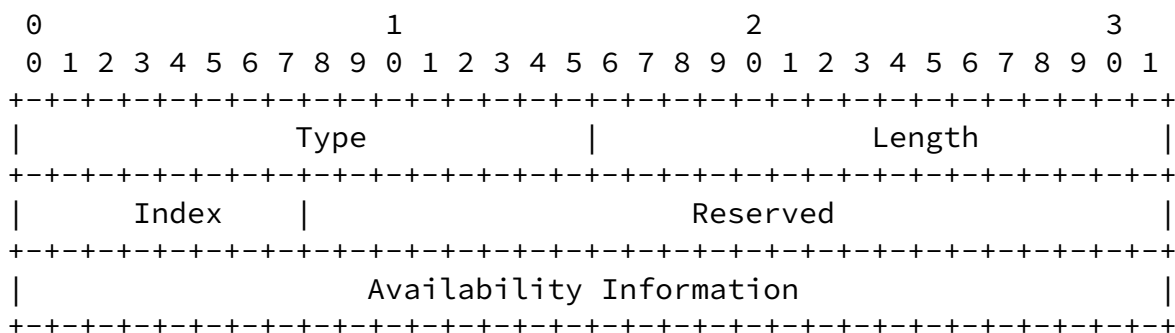 0                   1                   2                   3
 0 1 2 3 4 5 6 7 8 9 0 1 2 3 4 5 6 7 8 9 0 1 2 3 4 5 6 7 8 9 0 1
+-+-+-+-+-+-+-+-+-+-+-+-+-+-+-+-+-+-+-+-+-+-+-+-+-+-+-+-+-+-+-+-+
|               Type            |               Length          |
+-+-+-+-+-+-+-+-+-+-+-+-+-+-+-+-+-+-+-+-+-+-+-+-+-+-+-+-+-+-+-+-+
|      Index    |                     Reserved                  |
+-+-+-+-+-+-+-+-+-+-+-+-+-+-+-+-+-+-+-+-+-+-+-+-+-+-+-+-+-+-+-+-+
|                   Availability Information                    |
+-+-+-+-+-+-+-+-+-+-+-+-+-+-+-+-+-+-+-+-+-+-+-+-+-+-+-+-+-+-+-+-+